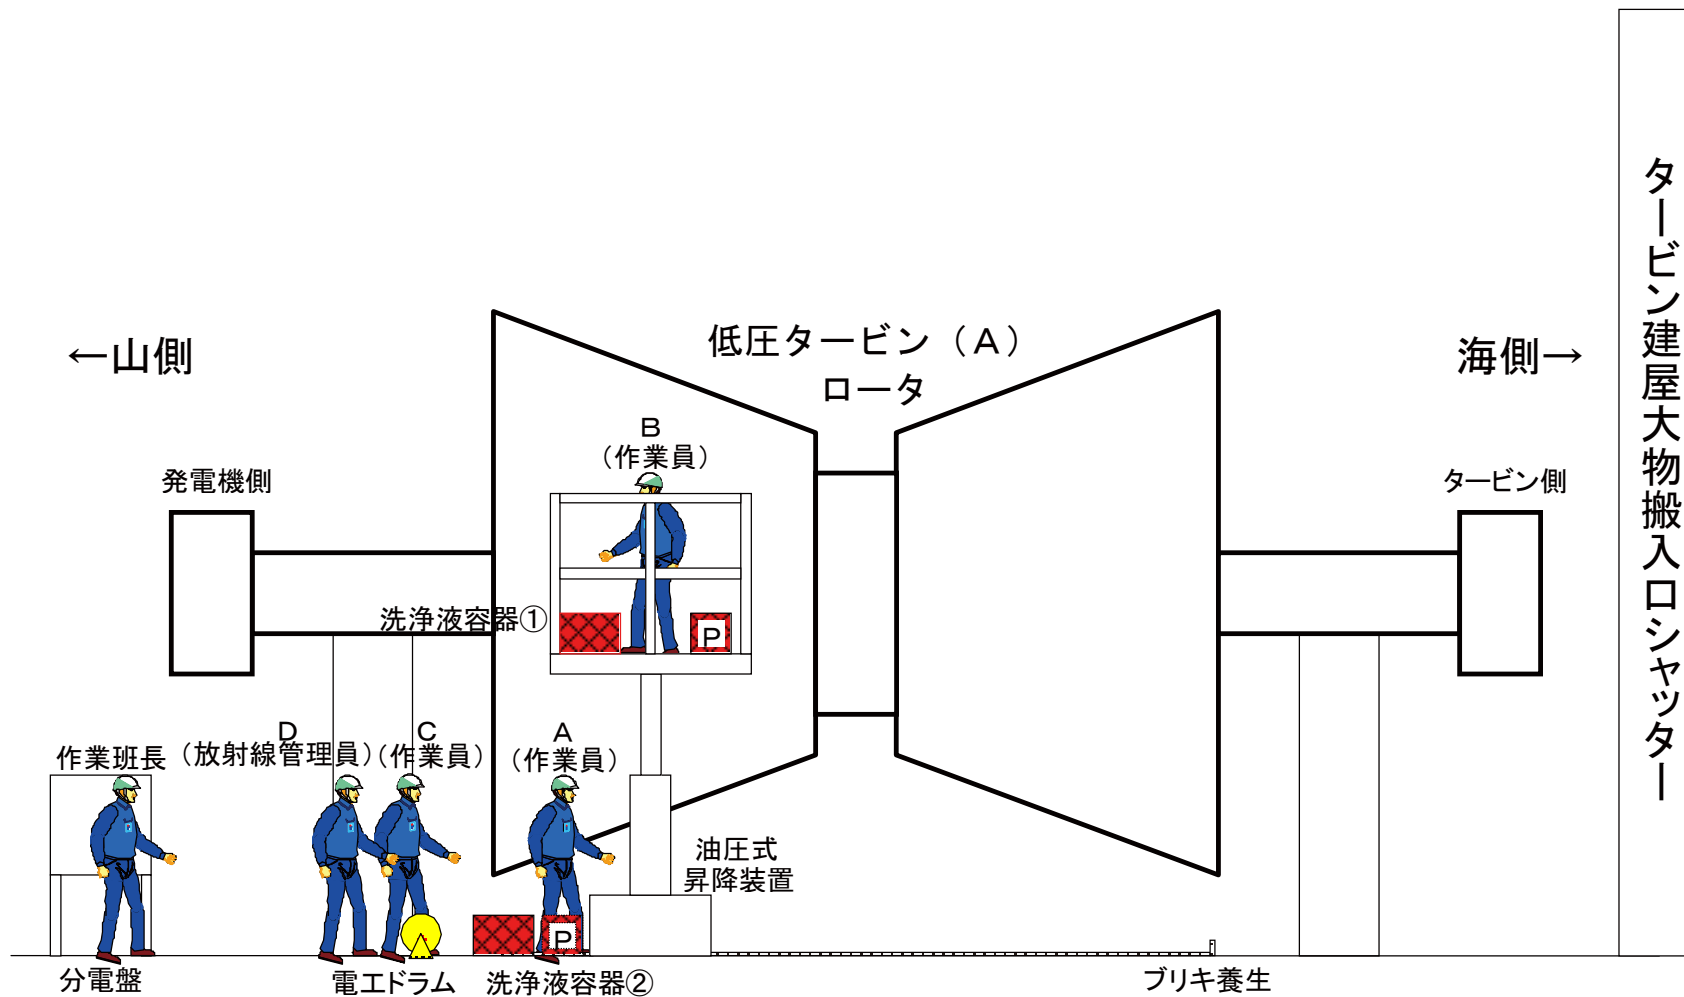 タービン建屋大物搬入口シャッター
←山側
低圧タービン（Ａ）
ロータ
海側→
Ｂ
（作業員）
発電機側
タービン側
洗浄液容器①
P
Ｄ
（放射線管理員）
Ｃ
（作業員）
Ａ
（作業員）
作業班長
油圧式
昇降装置
P
分電盤
電工ドラム
洗浄液容器②
ブリキ養生